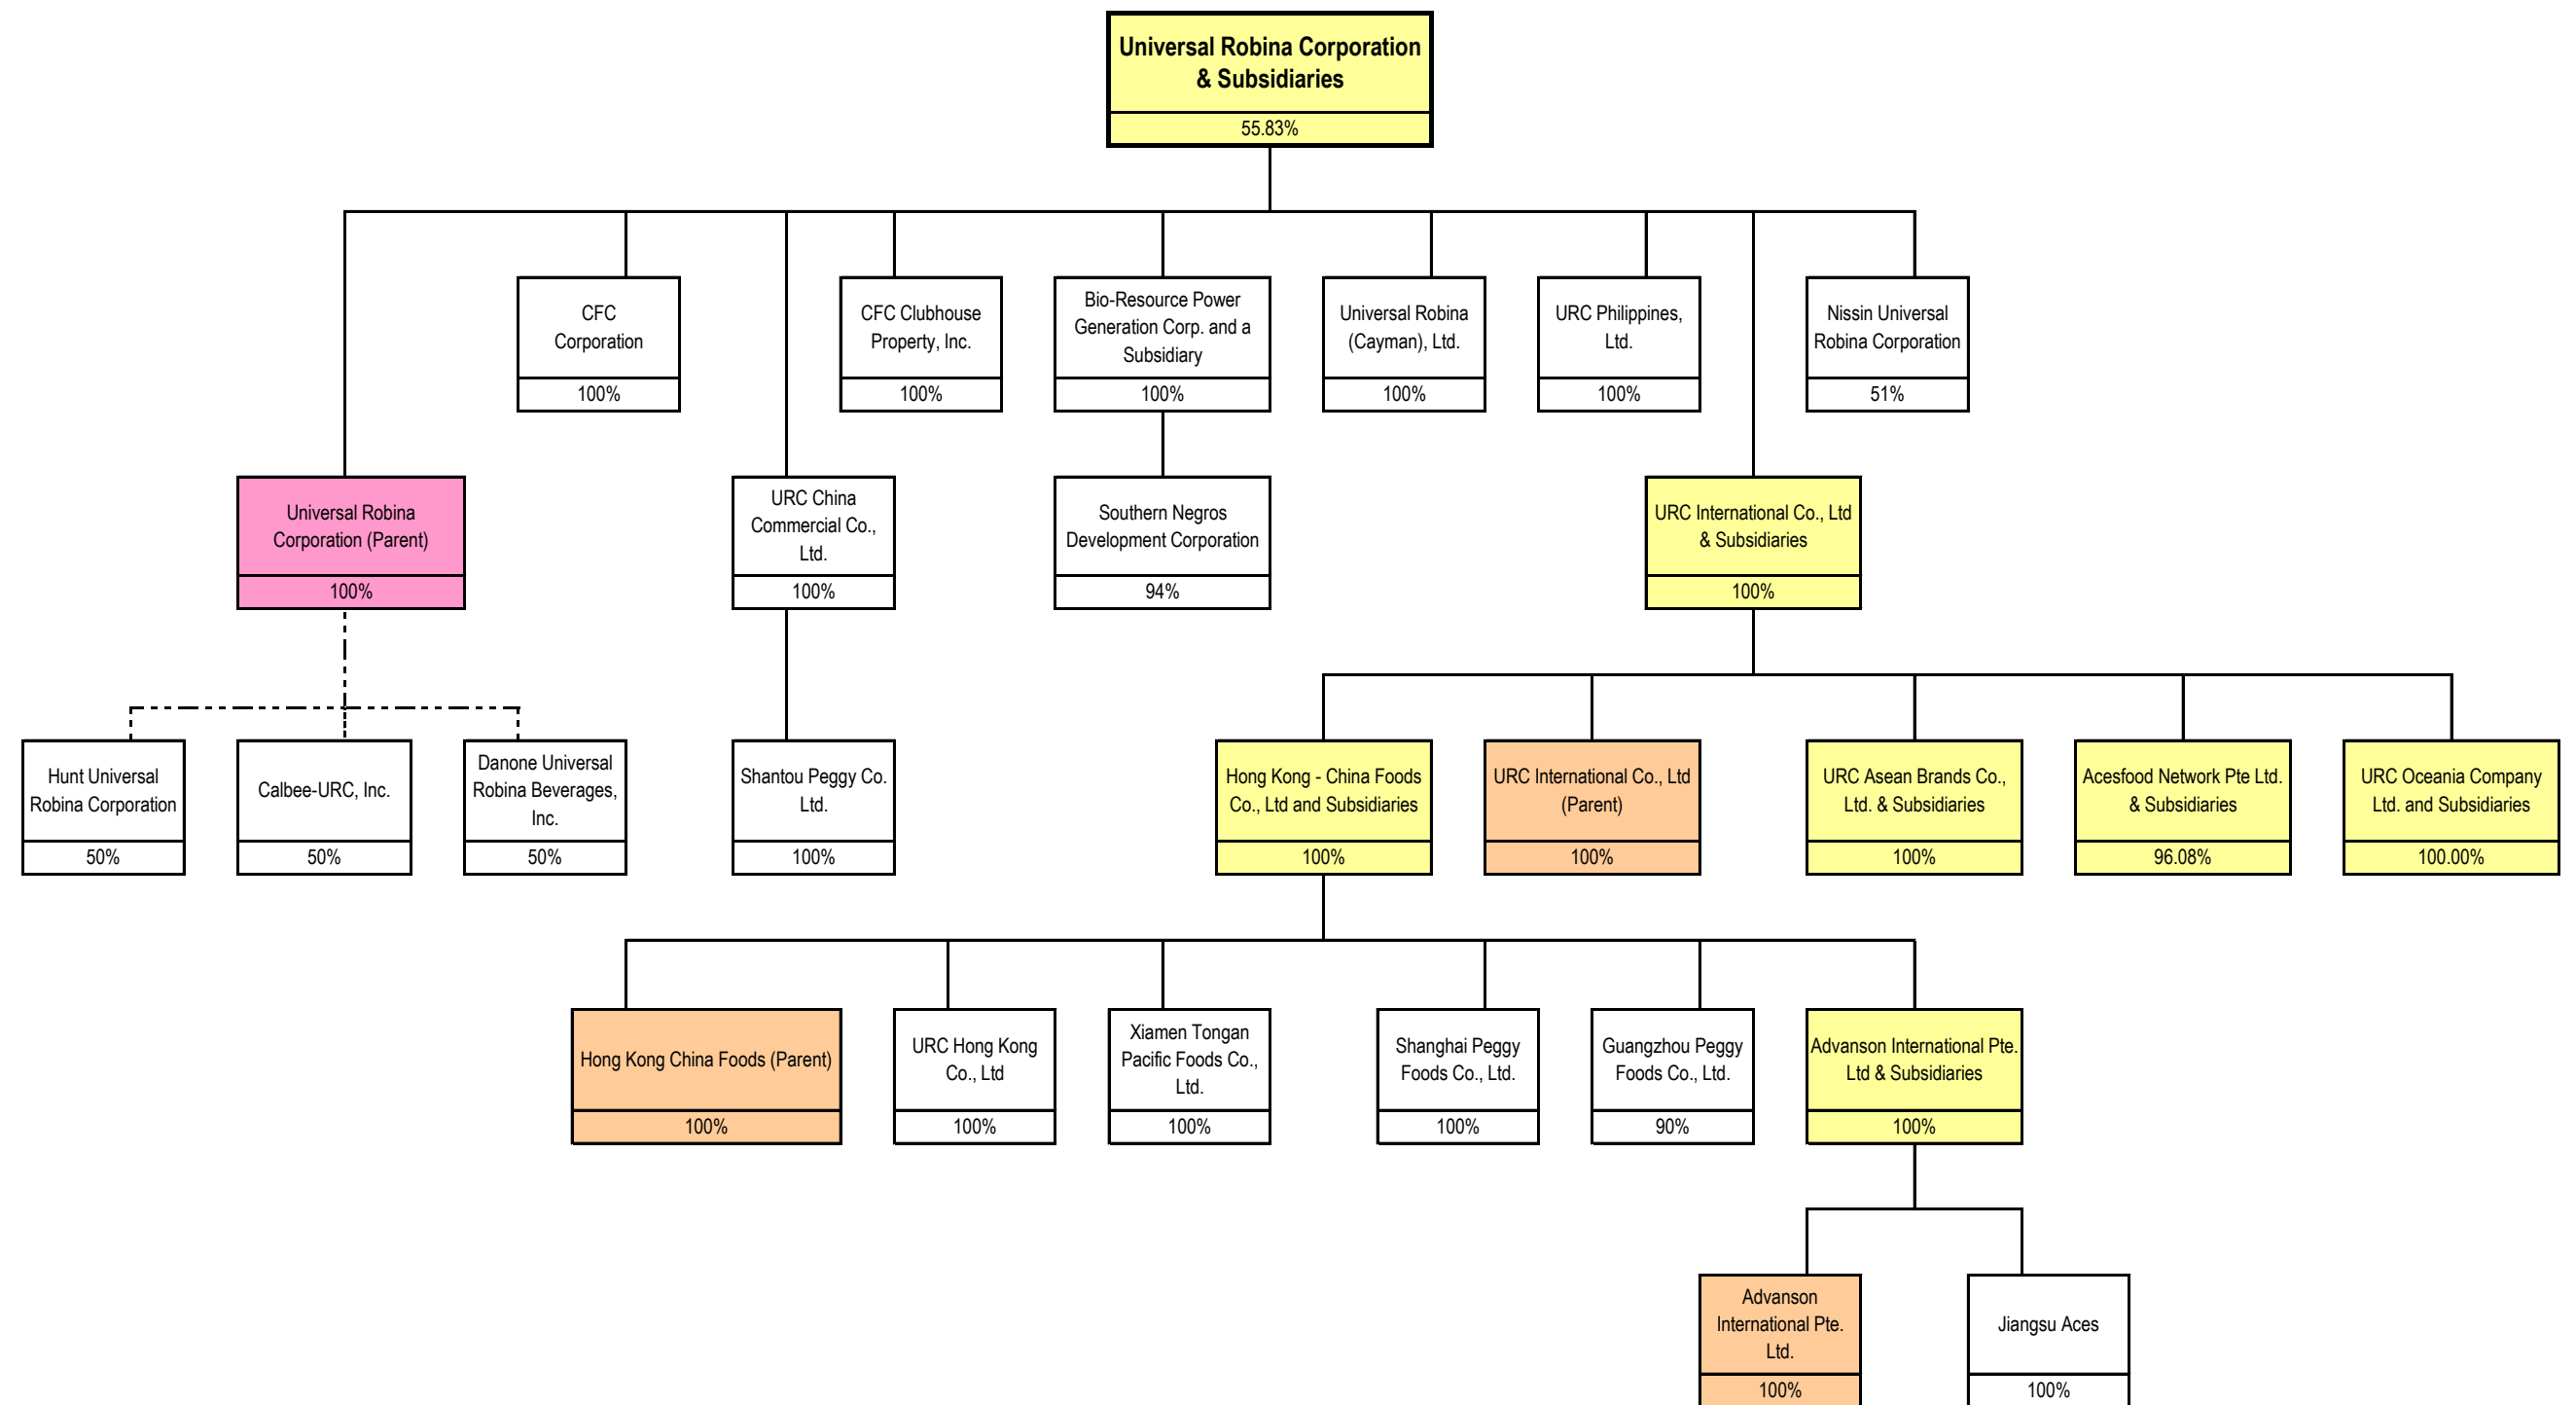 Universal Robina Corporation
& Subsidiaries
55.83%
CFC
Corporation
100%
CFC Clubhouse
Property, Inc.
100%
Bio-Resource Power
Generation Corp. and a
Subsidiary
100%
Universal Robina
(Cayman), Ltd.
100%
URC Philippines,
Ltd.
100%
Nissin Universal
Robina Corporation
51%
Universal Robina
Corporation (Parent)
100%
URC China
Commercial Co.,
Ltd.
100%
Southern Negros
Development Corporation
94%
URC International Co., Ltd
& Subsidiaries
100%
Hunt Universal
Robina Corporation
50%
Calbee-URC, Inc.
50%
Danone Universal
Robina Beverages,
Inc.
50%
Shantou Peggy Co.
Ltd.
100%
Hong Kong - China Foods
Co., Ltd and Subsidiaries
100%
URC International Co., Ltd
(Parent)
100%
URC Asean Brands Co.,
Ltd. & Subsidiaries
100%
Acesfood Network Pte Ltd.
& Subsidiaries
96.08%
URC Oceania Company
Ltd. and Subsidiaries
100.00%
Hong Kong China Foods (Parent)
100%
URC Hong Kong
Co., Ltd
100%
Xiamen Tongan
Pacific Foods Co.,
Ltd.
100%
Shanghai Peggy
Foods Co., Ltd.
100%
Guangzhou Peggy
Foods Co., Ltd.
90%
Advanson International Pte.
Ltd & Subsidiaries
100%
Advanson
International Pte.
Ltd.
100%
Jiangsu Aces
100%